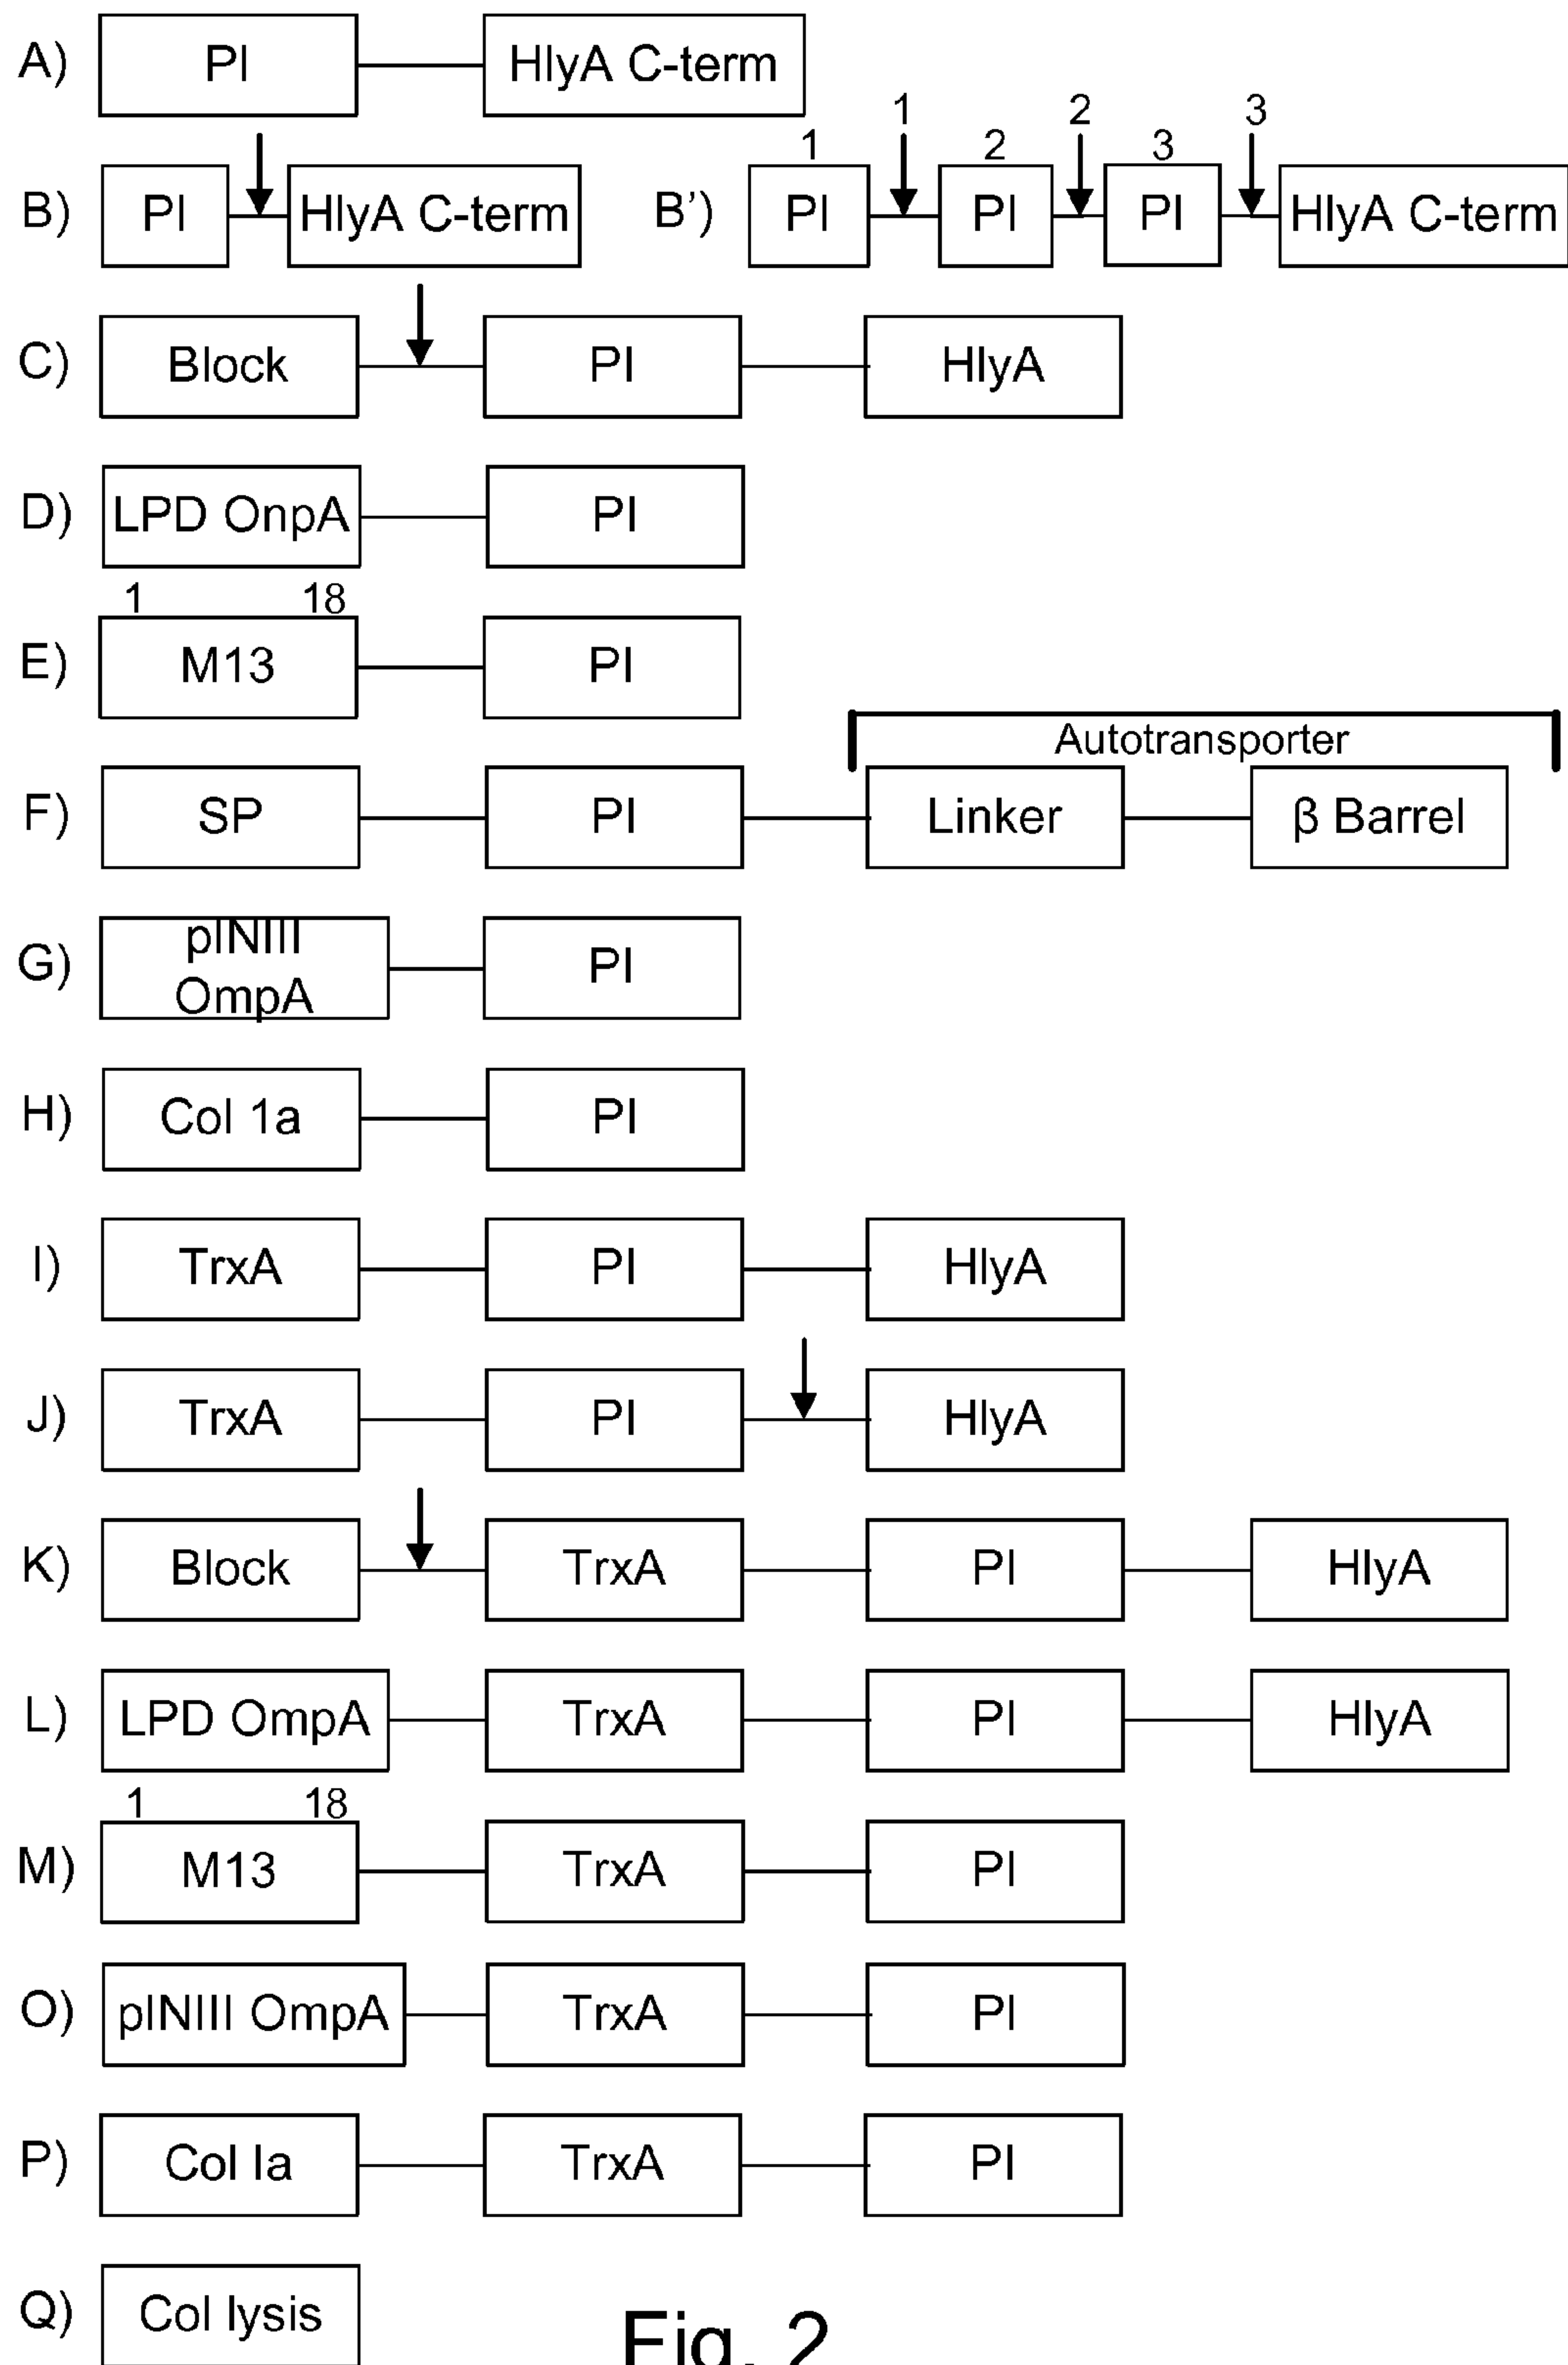 A) PI HlyA C-term
1 2 3
1 2 3
B) PI HlyA C-term B’) PI PI PI HlyA C-term
C) Block PI HlyA
D) LPD OnpA PI
1 18
E) M13 PI
Autotransporter
F) SP PI Linker β Barrel
G) pINIII OmpA PI
H) Col 1a PI
I) TrxA PI HlyA
J) TrxA PI HlyA
K) Block TrxA PI HlyA
L) LPD OmpA TrxA PI HlyA
1 18
M) M13 TrxA PI
O) pINIII OmpA TrxA PI
P) Col Ia TrxA PI
Q) Col lysis
Fig. 2